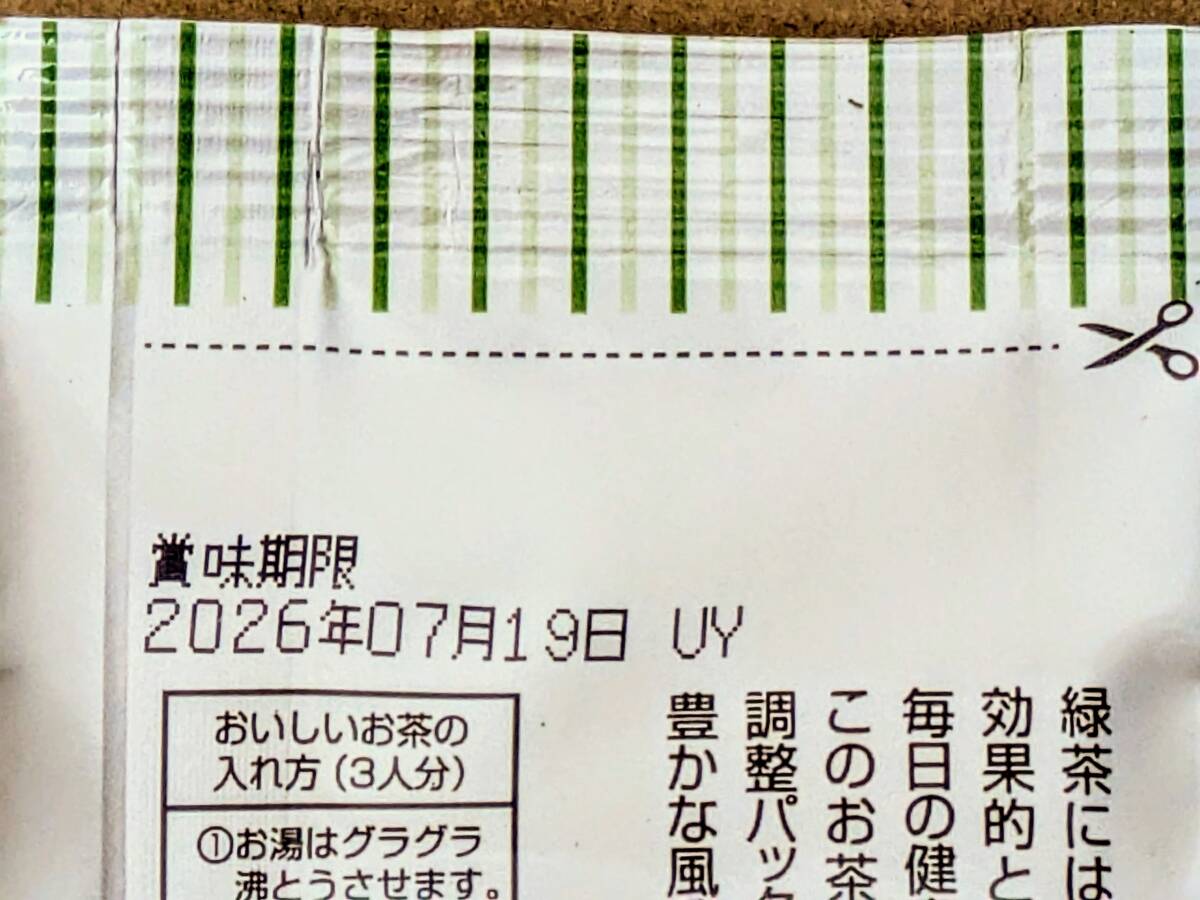 賞味期限
2026年07月19日 UY
おいしいお茶の
入れ方(3人分)
①お湯はグラグラ
沸とうさせます。
緑茶には
効果的と
毎日の健
このお茶
調整パック
豊かな風